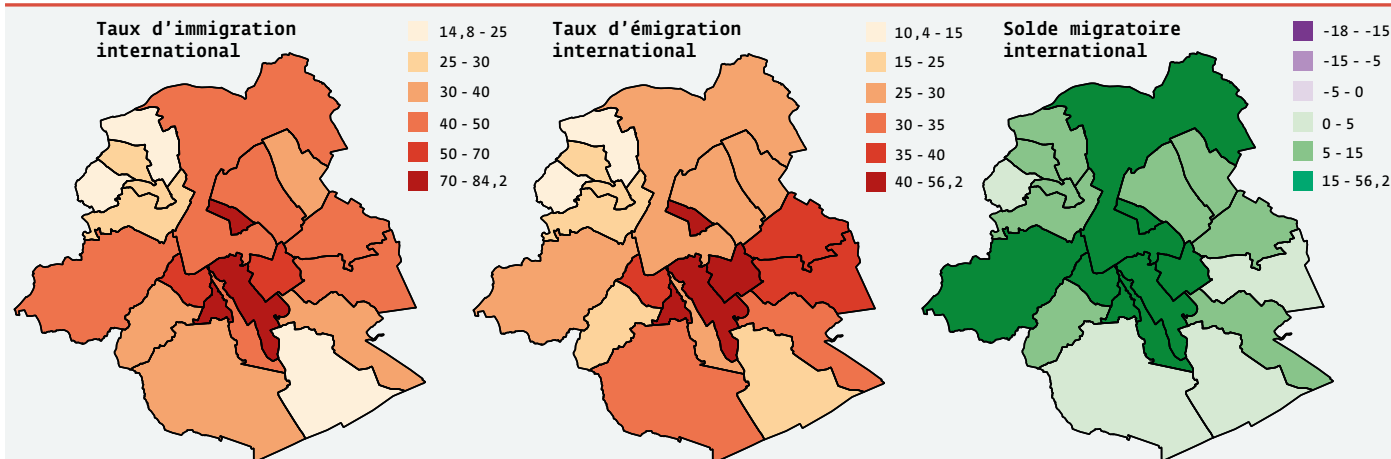 Taux d'immigration
international
14,8 - 25
25 - 30
30 - 40
40 - 50
50 - 70
70 - 84,2
Taux d'émigration
international
10,4 - 15
15 - 25
25 - 30
30 - 35
35 - 40
40 - 56,2
Solde migratoire
international
-18 - -15
-15 - -5
-5 - 0
0 - 5
5 - 15
15 - 56,2